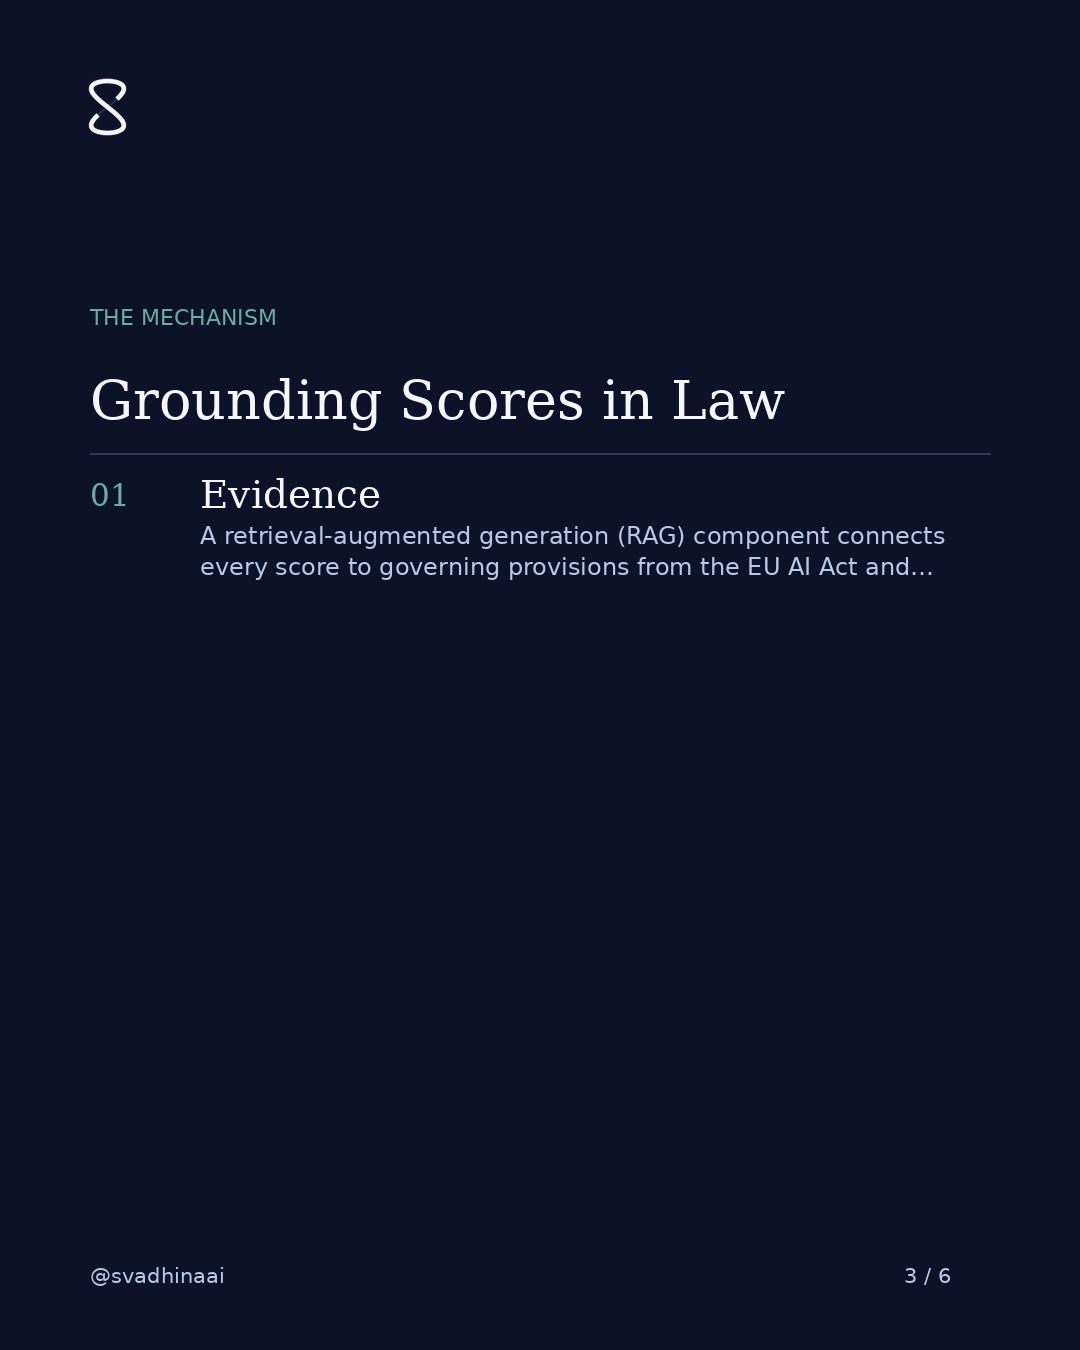 THE MECHANISM
Grounding Scores in Law
01
Evidence
A retrieval-augmented generation (RAG) component connects
every score to governing provisions from the EU AI Act and...
@svadhinaai
3 / 6